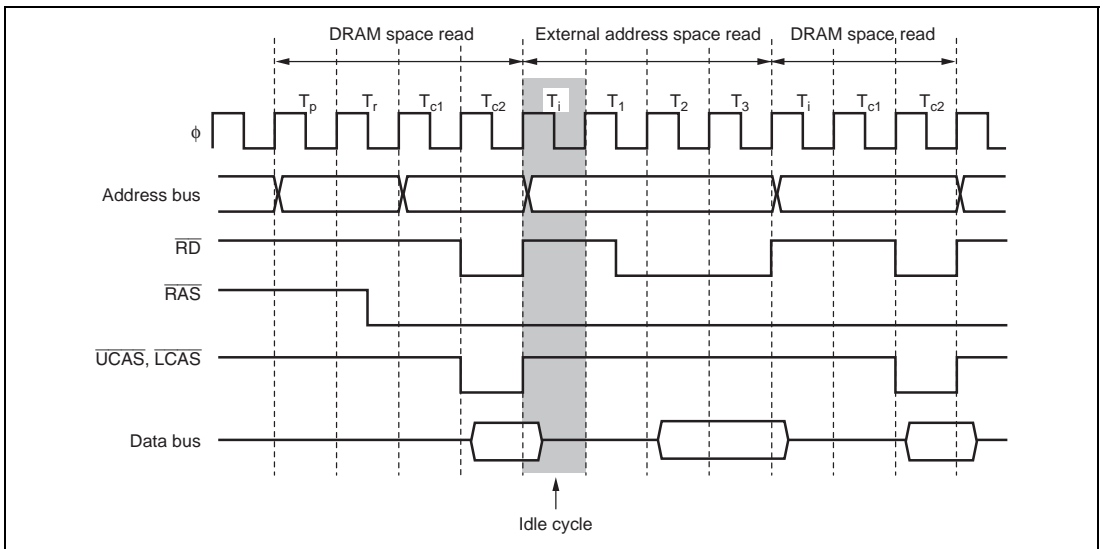 DRAM space read External address space read DRAM space read
Tp Tr Tc1 Tc2 Ti T1 T2 T3 Ti Tc1 Tc2
ϕ
Address bus
RD
RAS
UCAS, LCAS
Data bus
Idle cycle